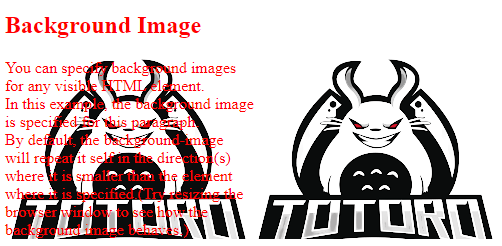 Background Image
You can specify background images
for any visible HTML element.
In this example, the background image
is specified for this paragraph.
By default, the background-image
will repeat it self in the direction(s)
where it is smaller than the element
where it is specified.(Try resizing the
browser window to see how the
background image behaves.)
TOTORO